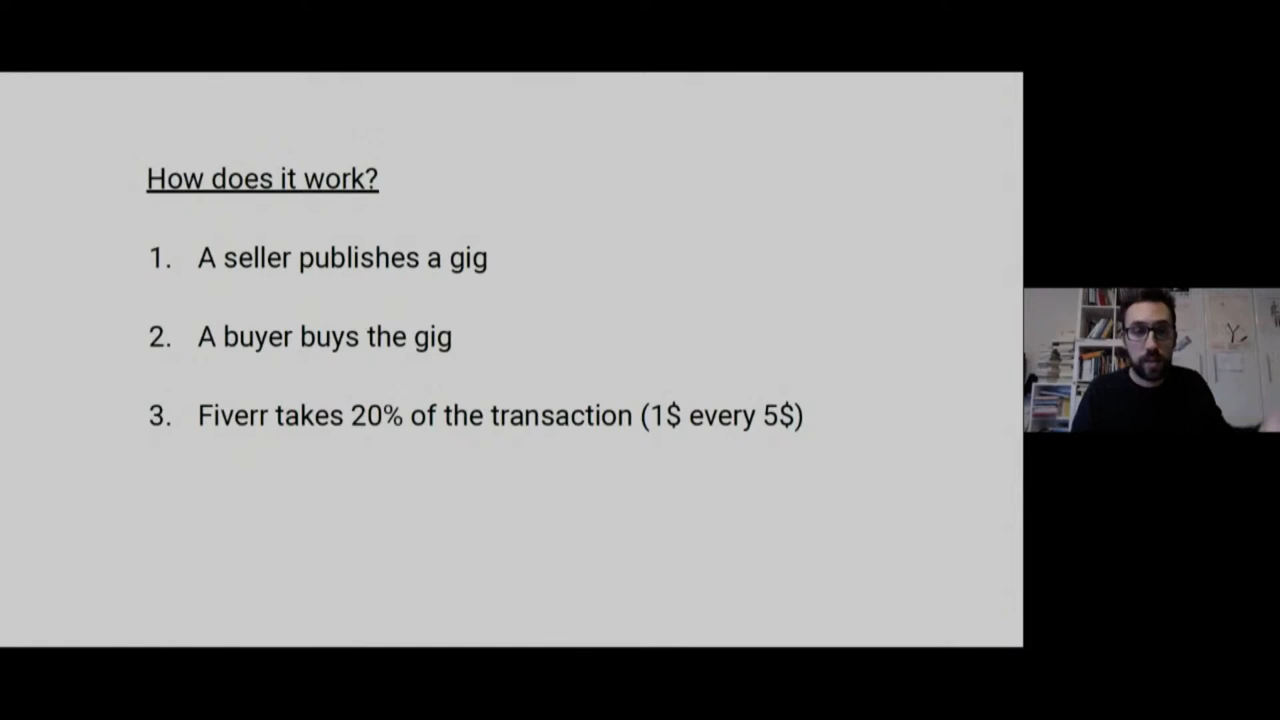 How does it work?
1. A seller publishes a gig
2. A buyer buys the gig
3. Fiverr takes 20% of the transaction (1$ every 5$)